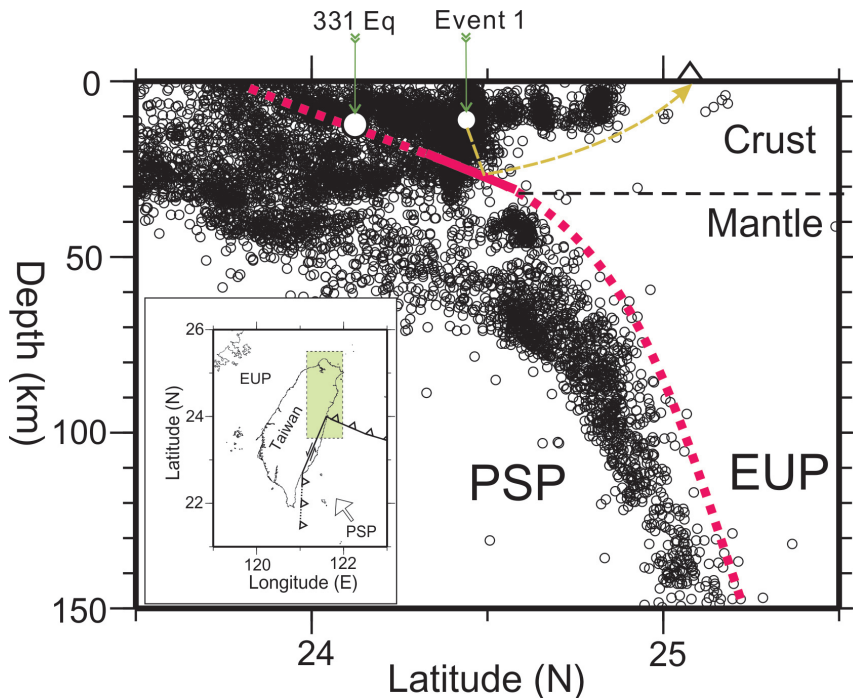 331 Eq Event 1
0
50
100
150
Depth (km)
Crust
Mantle
PSP
EUP
24 25
Latitude (N)
26
24
22
Latitude (N)
EUP
Taiwan
PSP
120 122
Longitude (E)